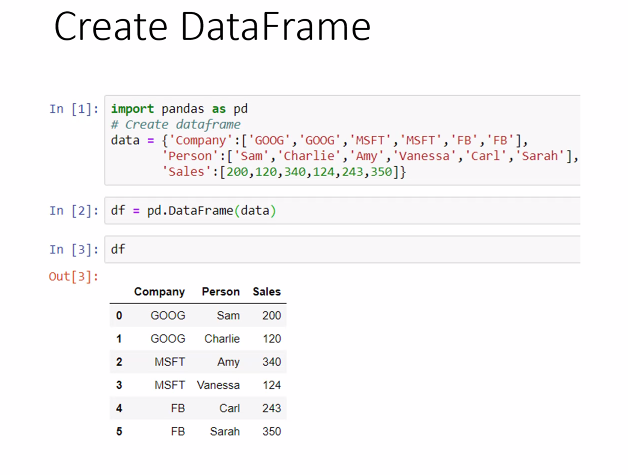 Create DataFrame
In [1]: import pandas as pd
# Create dataframe
data = {'Company':['GOOG','GOOG','MSFT','MSFT','FB','FB'],
'Person':['Sam','Charlie','Amy','Vanessa','Carl','Sarah'],
'Sales':[200,120,340,124,243,350]}
In [2]: df = pd.DataFrame(data)
In [3]: df
Out[3]:
Company Person Sales
0 GOOG Sam 200
1 GOOG Charlie 120
2 MSFT Amy 340
3 MSFT Vanessa 124
4 FB Carl 243
5 FB Sarah 350